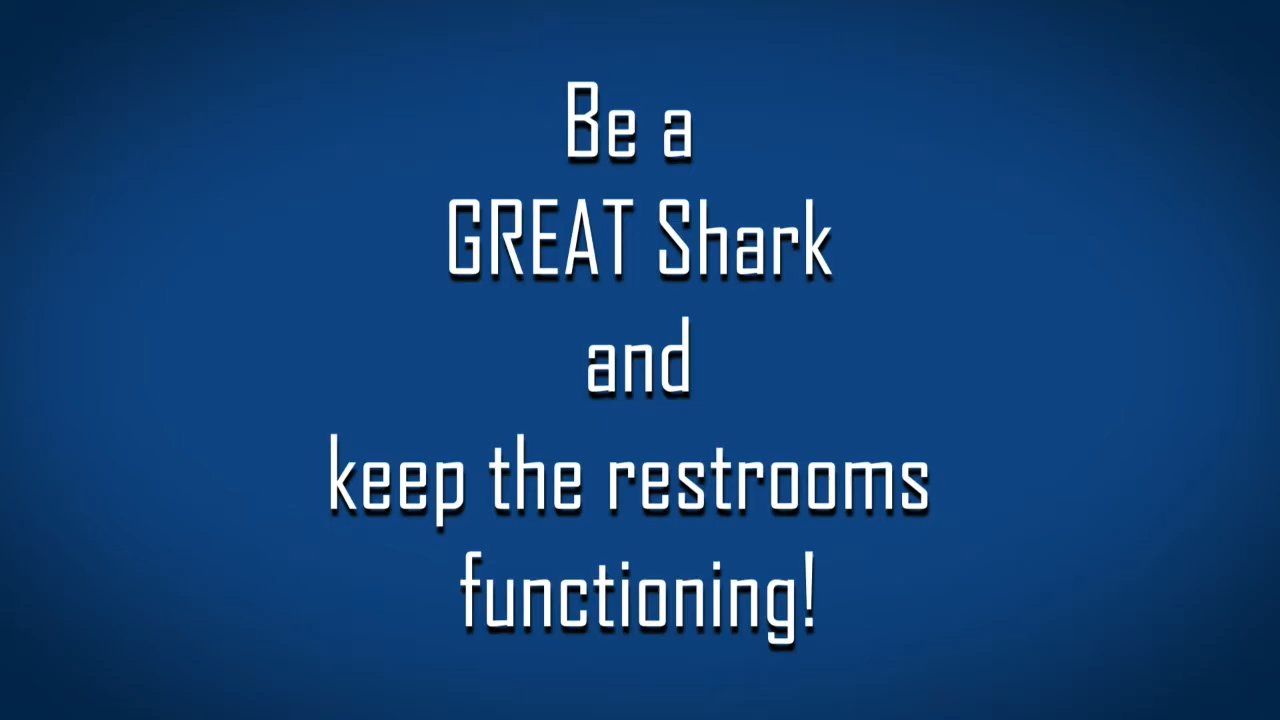 Be a
GREAT Shark
and
keep the restrooms
functioning!